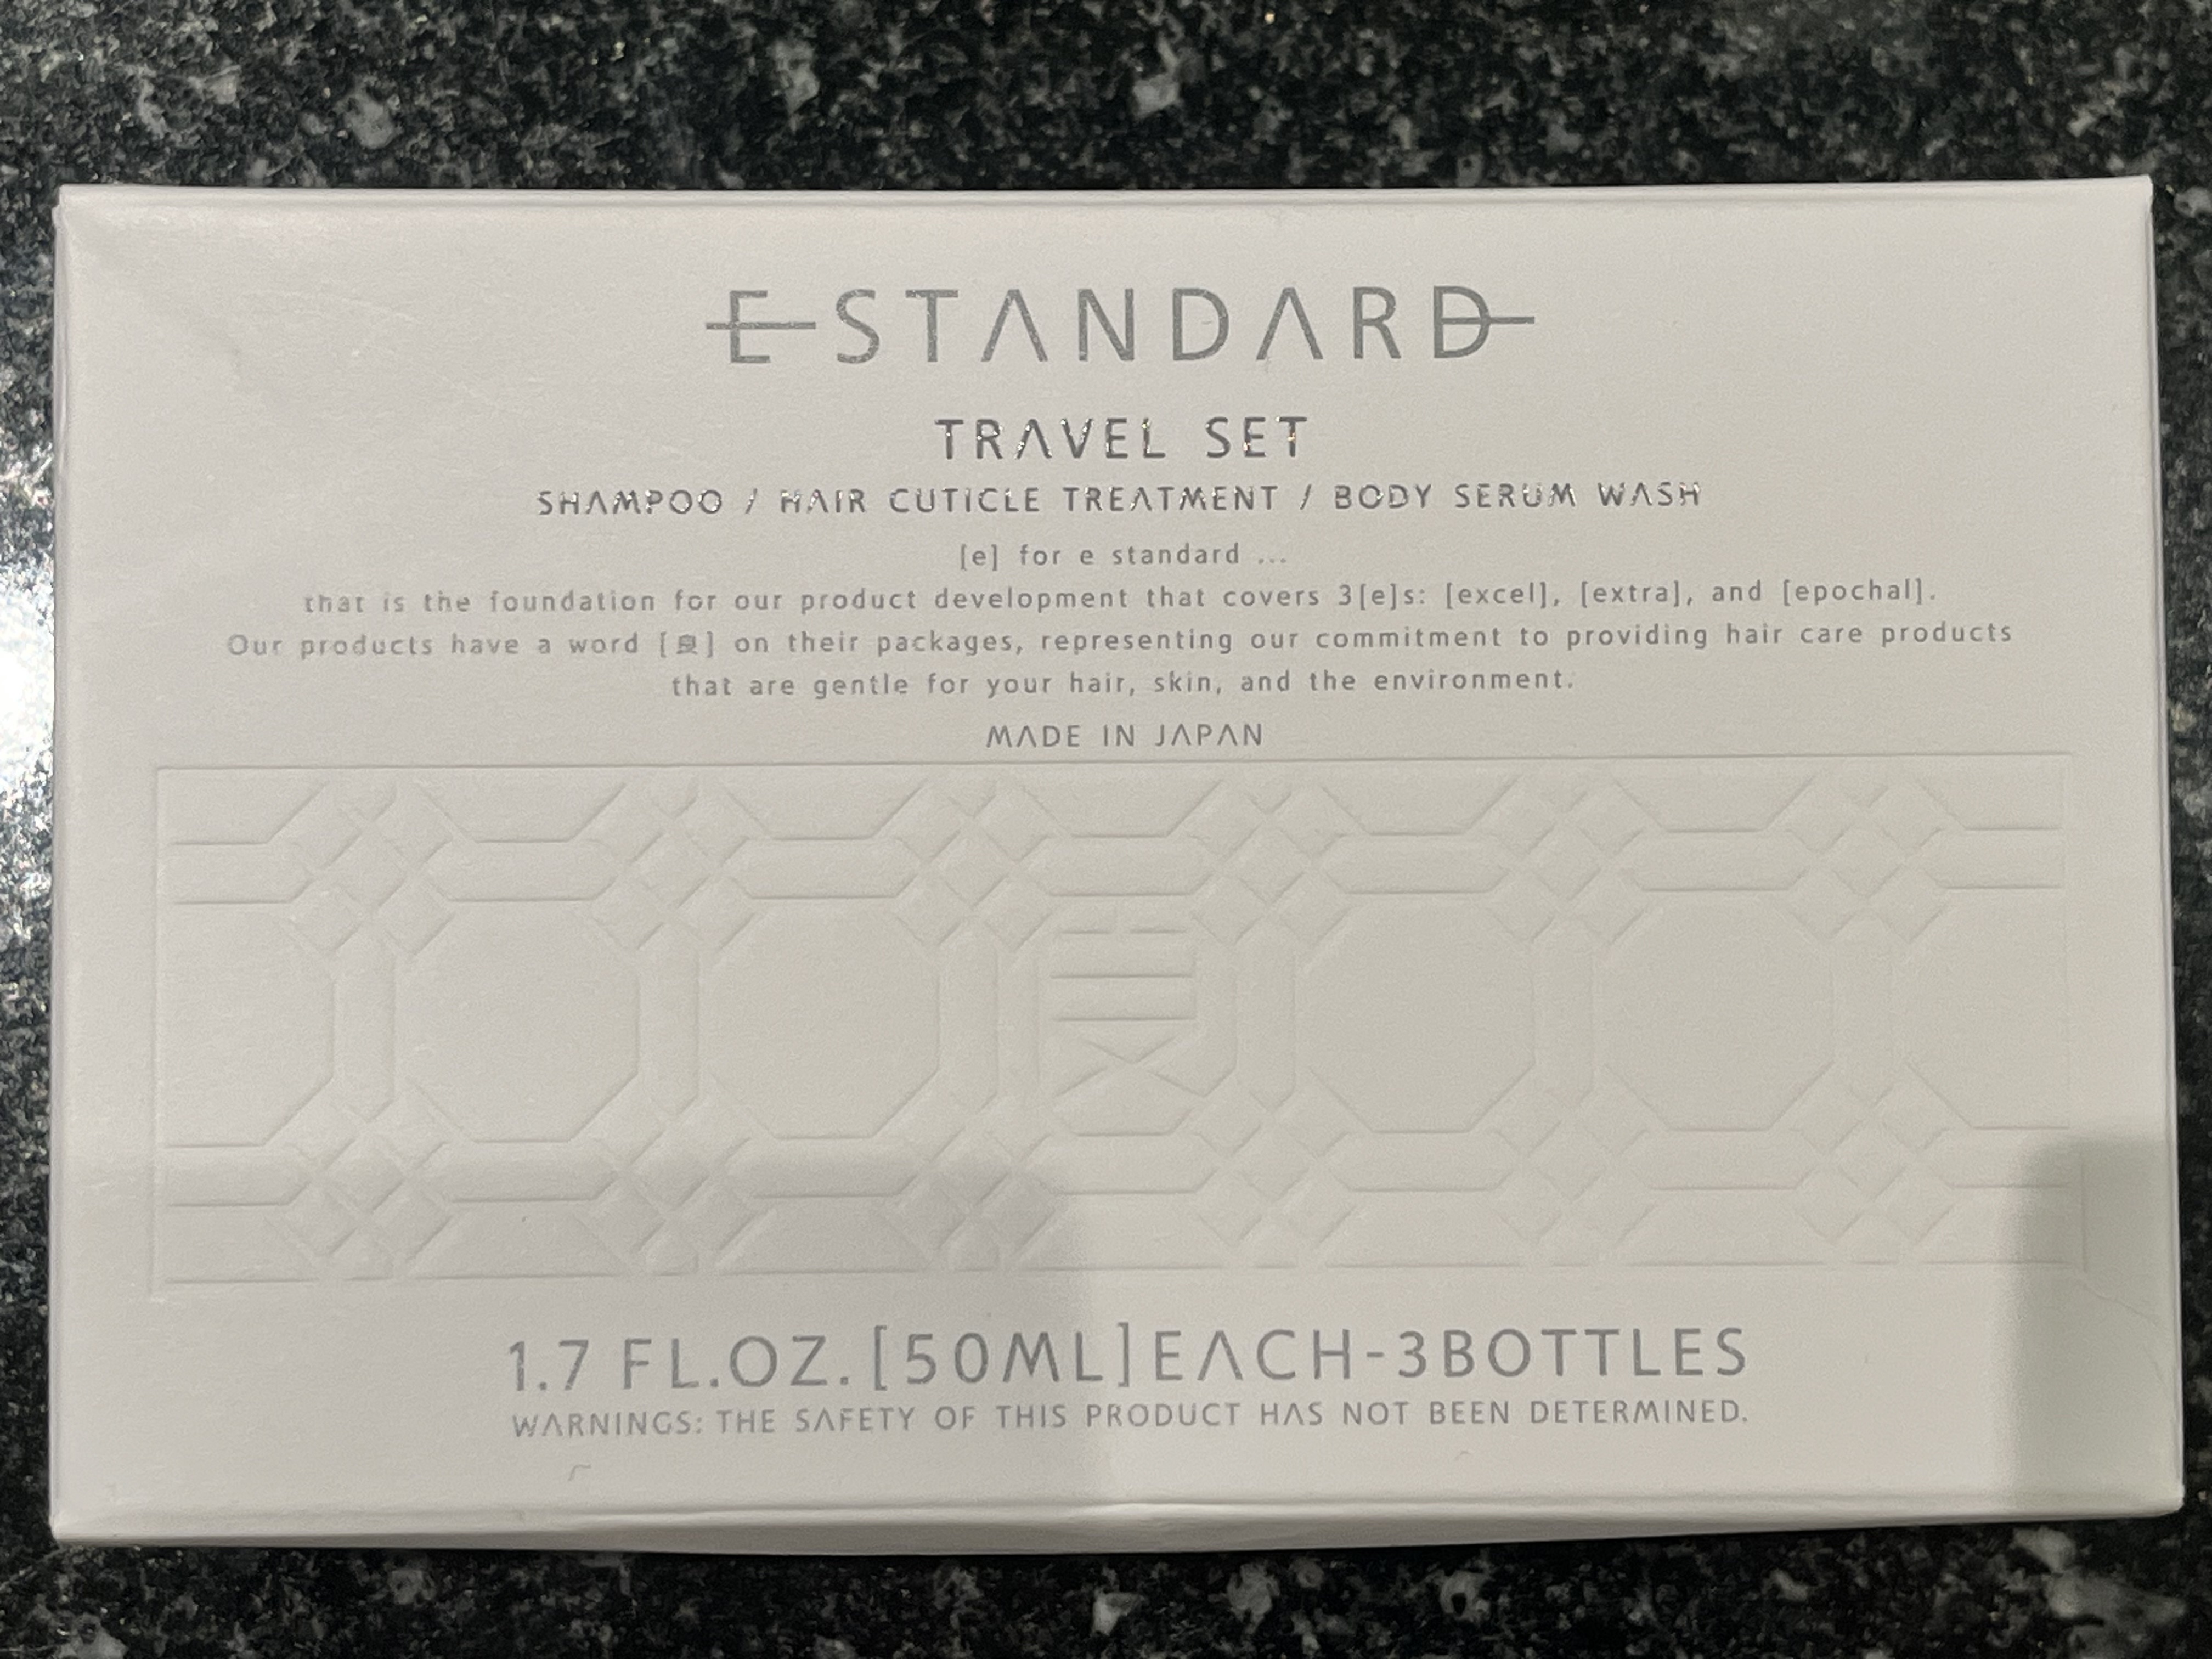 E STANDARD
TRAVEL SET
SHAMPOO / HAIR CUTICLE TREATMENT / BODY SERUM WASH
[e] for e standard ...
that is the foundation for our product development that covers 3[e]s: [excel], [extra], and [epochal].
Our products have a word [良] on their packages, representing our commitment to providing hair care products
that are gentle for your hair, skin, and the environment.
MADE IN JAPAN
良
1.7 FL.OZ.[50ML]EACH-3BOTTLES
WARNINGS: THE SAFETY OF THIS PRODUCT HAS NOT BEEN DETERMINED.